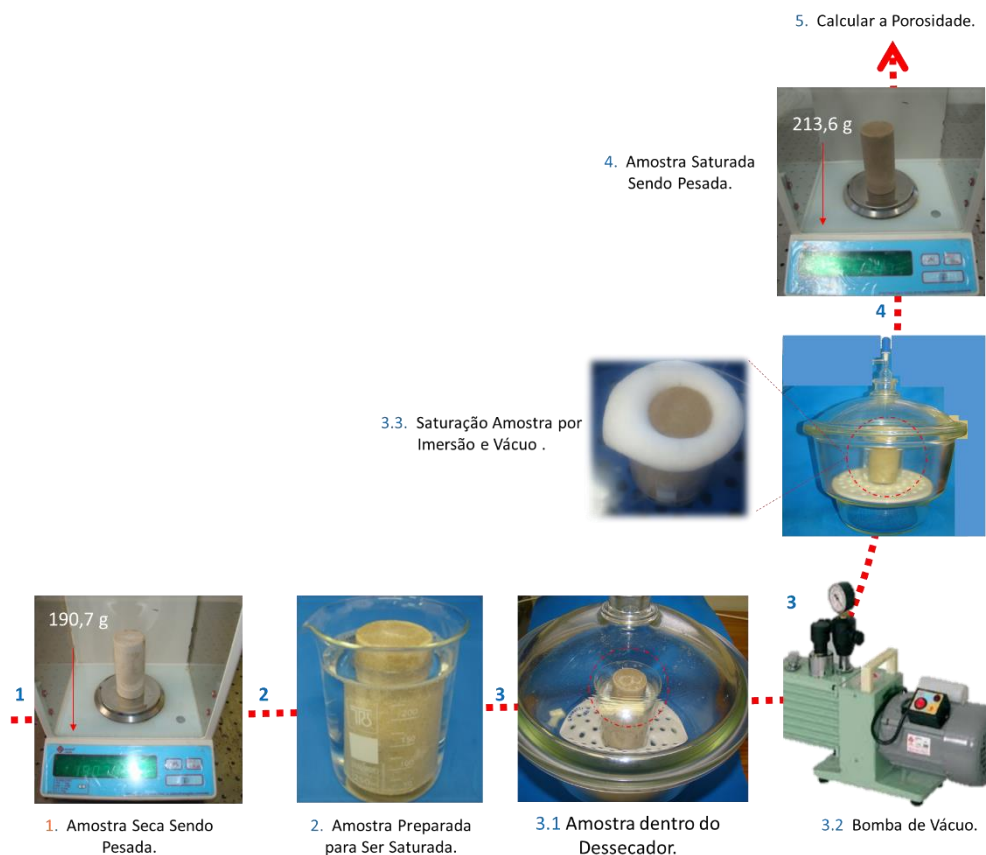 5. Calcular a Porosidade.
213,6 g
4. Amostra Saturada
Sendo Pesada.
4
3.3. Saturação Amostra por
Imersão e Vácuo .
190,7 g
1
2
3
3
1. Amostra Seca Sendo
Pesada.
2. Amostra Preparada
para Ser Saturada.
3.1 Amostra dentro do
Dessecador.
3.2 Bomba de Vácuo.